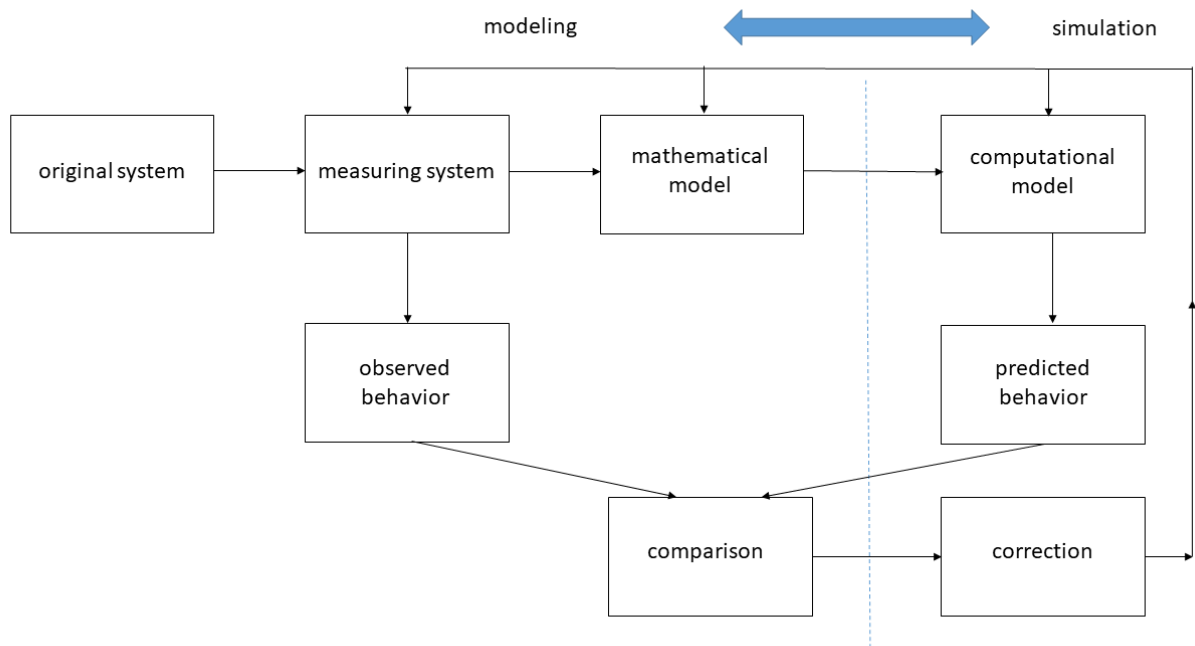 modeling
simulation
original system
measuring system
mathematical
model
computational
model
observed
behavior
predicted
behavior
comparison
correction